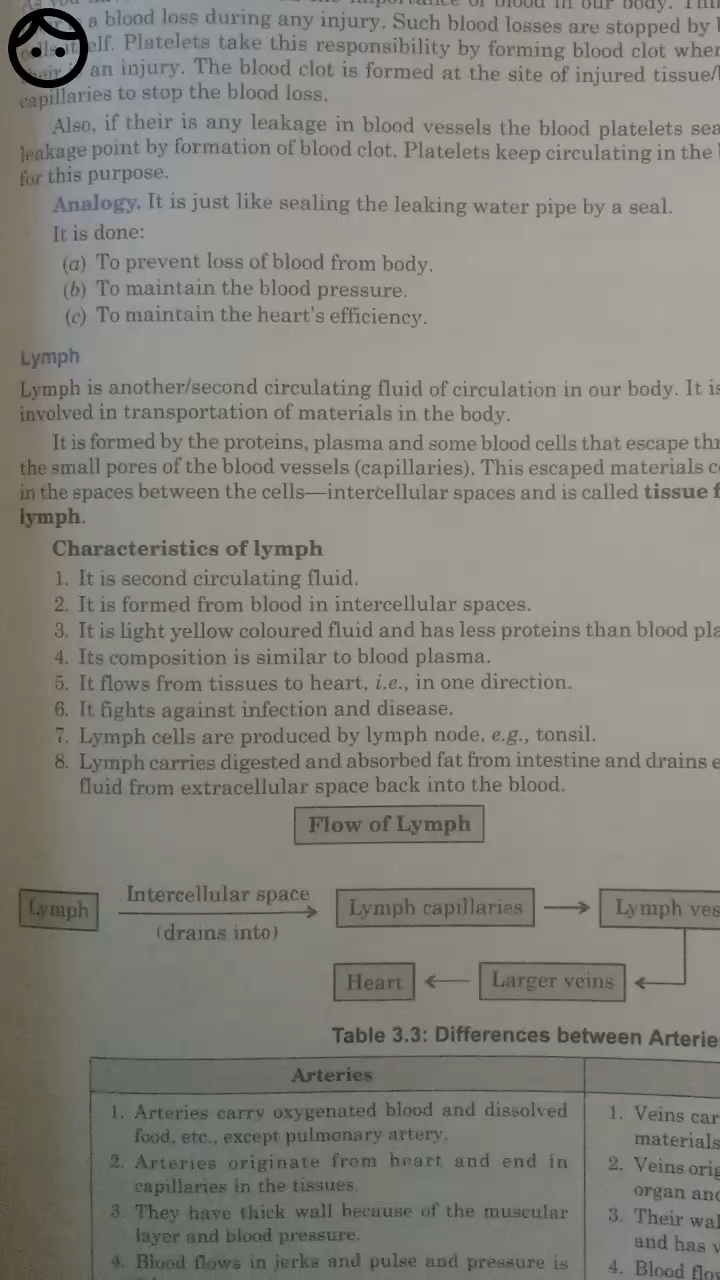 a blood loss during any injury. Such blood losses are stopped by
itself. Platelets take this responsibility by forming blood clot
an injury. The blood clot is formed at the site of injured tissue/
capillaries to stop the blood loss.
Also, if their is any leakage in blood vessels the blood platelets
leakage point by formation of blood clot. Platelets keep circulating in the
for this purpose.
Analogy. It is just like sealing the leaking water pipe by a seal.
It is done:
(a) To prevent loss of blood from body.
(b) To maintain the blood pressure.
(c) To maintain the heart's efficiency.
Lymph
Lymph is another/second circulating fluid of circulation in our body. It is
involved in transportation of materials in the body.
It is formed by the proteins, plasma and some blood cells that escape
the small pores of the blood vessels (capillaries). This escaped materials
in the spaces between the cells—intercellular spaces and is called tissue
lymph.
Characteristics of lymph
1. It is second circulating fluid.
2. It is formed from blood in intercellular spaces.
3. It is light yellow coloured fluid and has less proteins than blood
4. Its composition is similar to blood plasma.
5. It flows from tissues to heart, i.e., in one direction.
6. It fights against infection and disease.
7. Lymph cells are produced by lymph node, e.g., tonsil.
8. Lymph carries digested and absorbed fat from intestine and drains
fluid from extracellular space back into the blood.
Flow of Lymph
Lymph Intercellular space (drains into) Lymph capillaries Lymph ves
Heart Larger veins
Table 3.3: Differences between Arterie
Arteries
1. Arteries carry oxygenated blood and dissolved
food, etc., except pulmonary artery.
2. Arteries originate from heart and end in
capillaries in the tissues.
3. They have thick wall because of the muscular
layer and blood pressure.
4. Blood flows in jerks and pulse and pressure is
1. Veins car
materials
2. Veins orig
organ and
3. Their wal
and has v
4. Blood flo